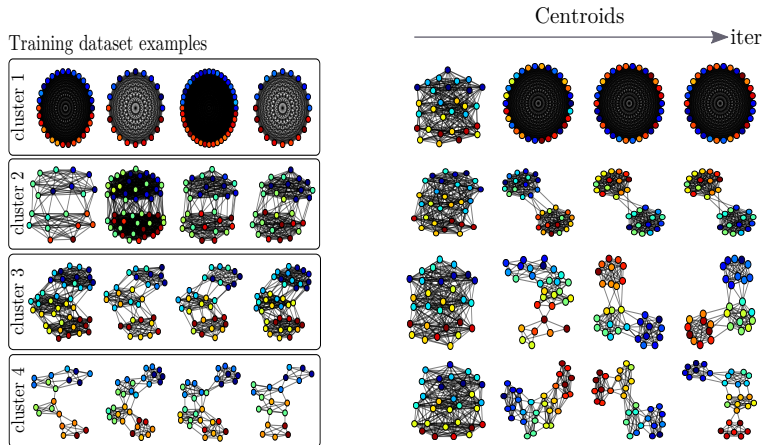 Training dataset examples
cluster 1
cluster 2
cluster 3
cluster 4
Centroids
iter